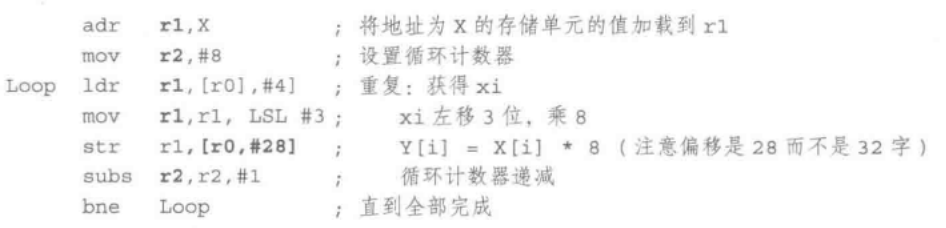 adr r1,X ; 将地址为 X 的存储单元的值加载到 r1
mov r2,#8 ; 设置循环计数器
Loop ldr r1,[r0],#4] ; 重复：获得 xi
mov r1,r1, LSL #3 ; xi 左移 3 位，乘 8
str r1,[r0,#28] ; Y[i] = X[i] * 8 (注意偏移是 28 而不是 32 字)
subs r2,r2,#1 ; 循环计数器递减
bne Loop ; 直到全部完成